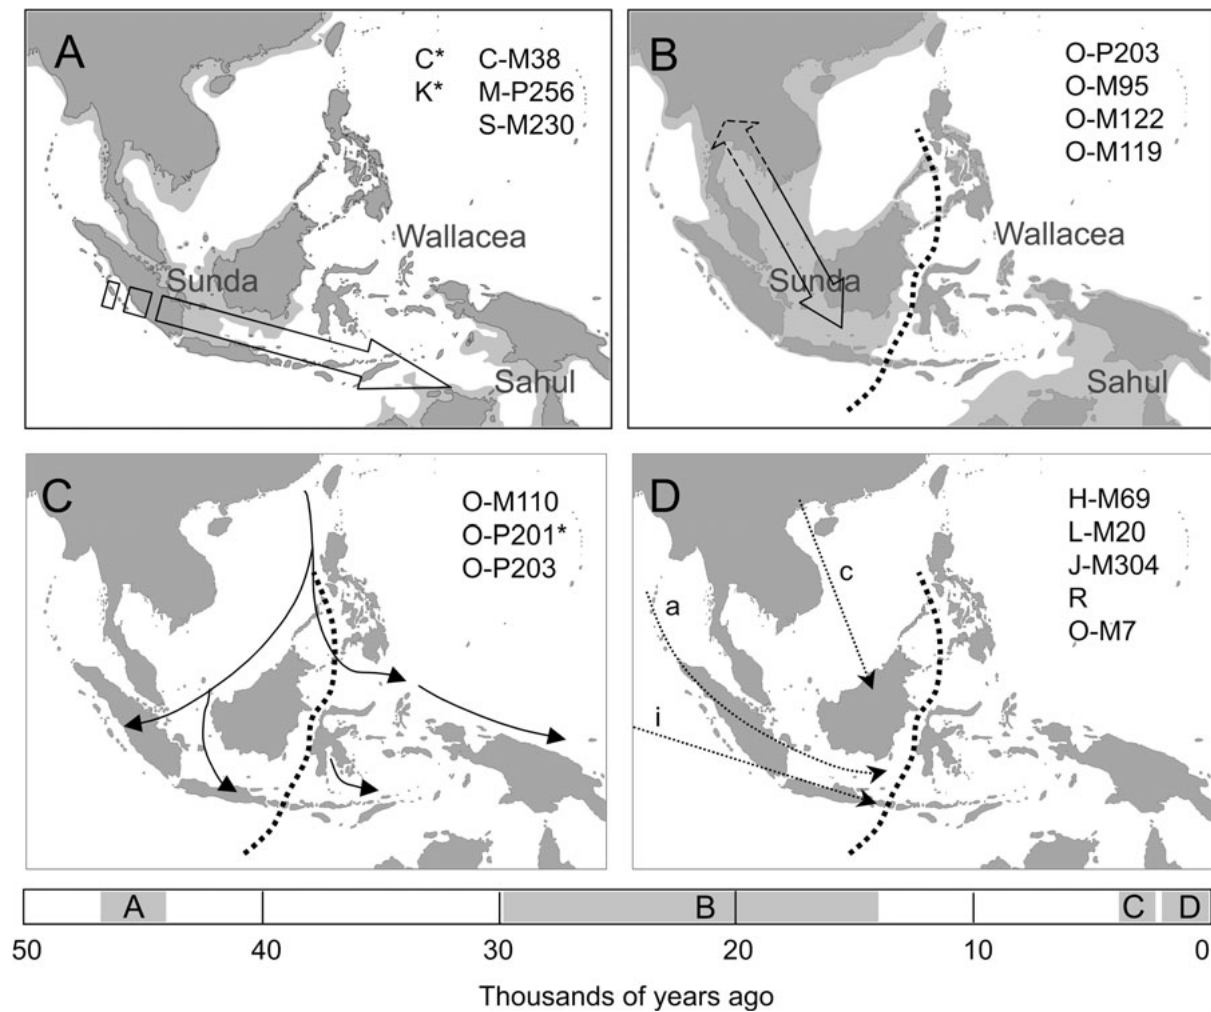 A
C* C-M38
K* M-P256
S-M230
Wallacea
Sunda
Sahul
B
O-P203
O-M95
O-M122
O-M119
Wallacea
Sunda
Sahul
C
O-M110
O-P201*
O-P203
D
H-M69
L-M20
J-M304
R
O-M7
c
a
i
A B C D
50 40 30 20 10 0
Thousands of years ago